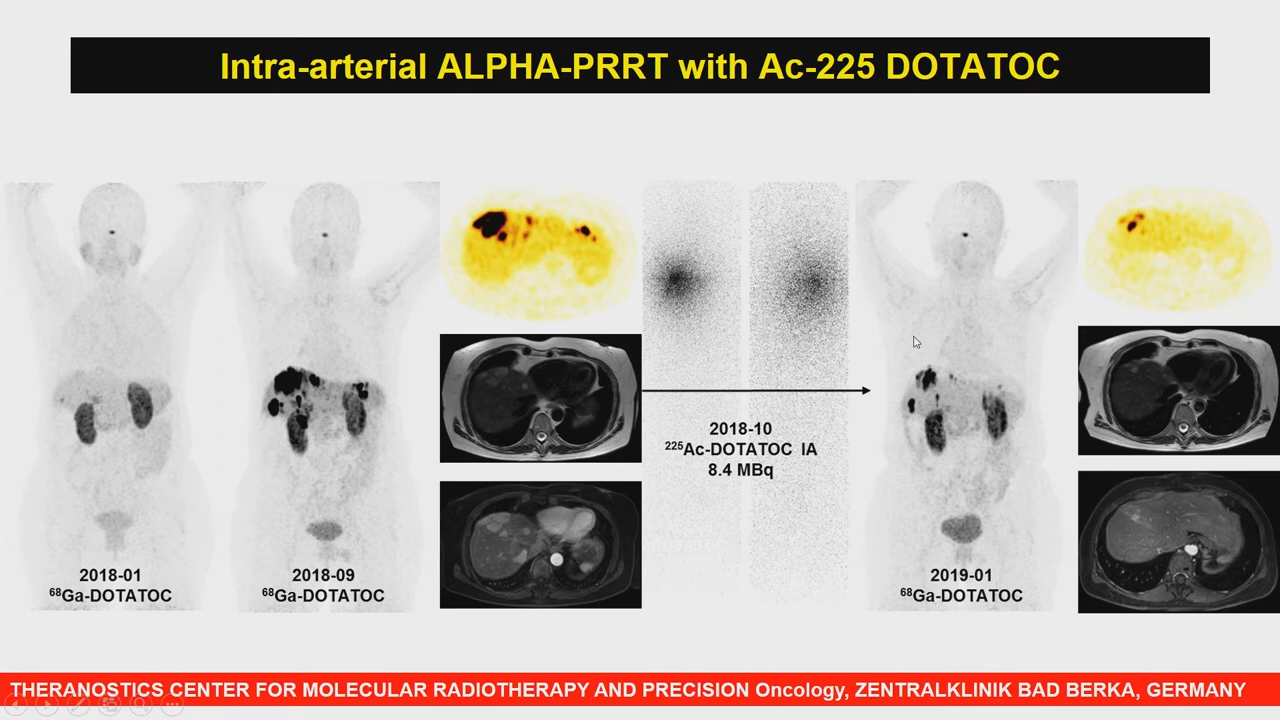 Intra-arterial ALPHA-PRRT with Ac-225 DOTATOC
2018-01
⁶⁸Ga-DOTATOC
2018-09
⁶⁸Ga-DOTATOC
2018-10
²²⁵Ac-DOTATOC IA
8.4 MBq
2019-01
⁶⁸Ga-DOTATOC
THERANOSTICS CENTER FOR MOLECULAR RADIOTHERAPY AND PRECISION Oncology, ZENTRALKLINIK BAD BERKA, GERMANY